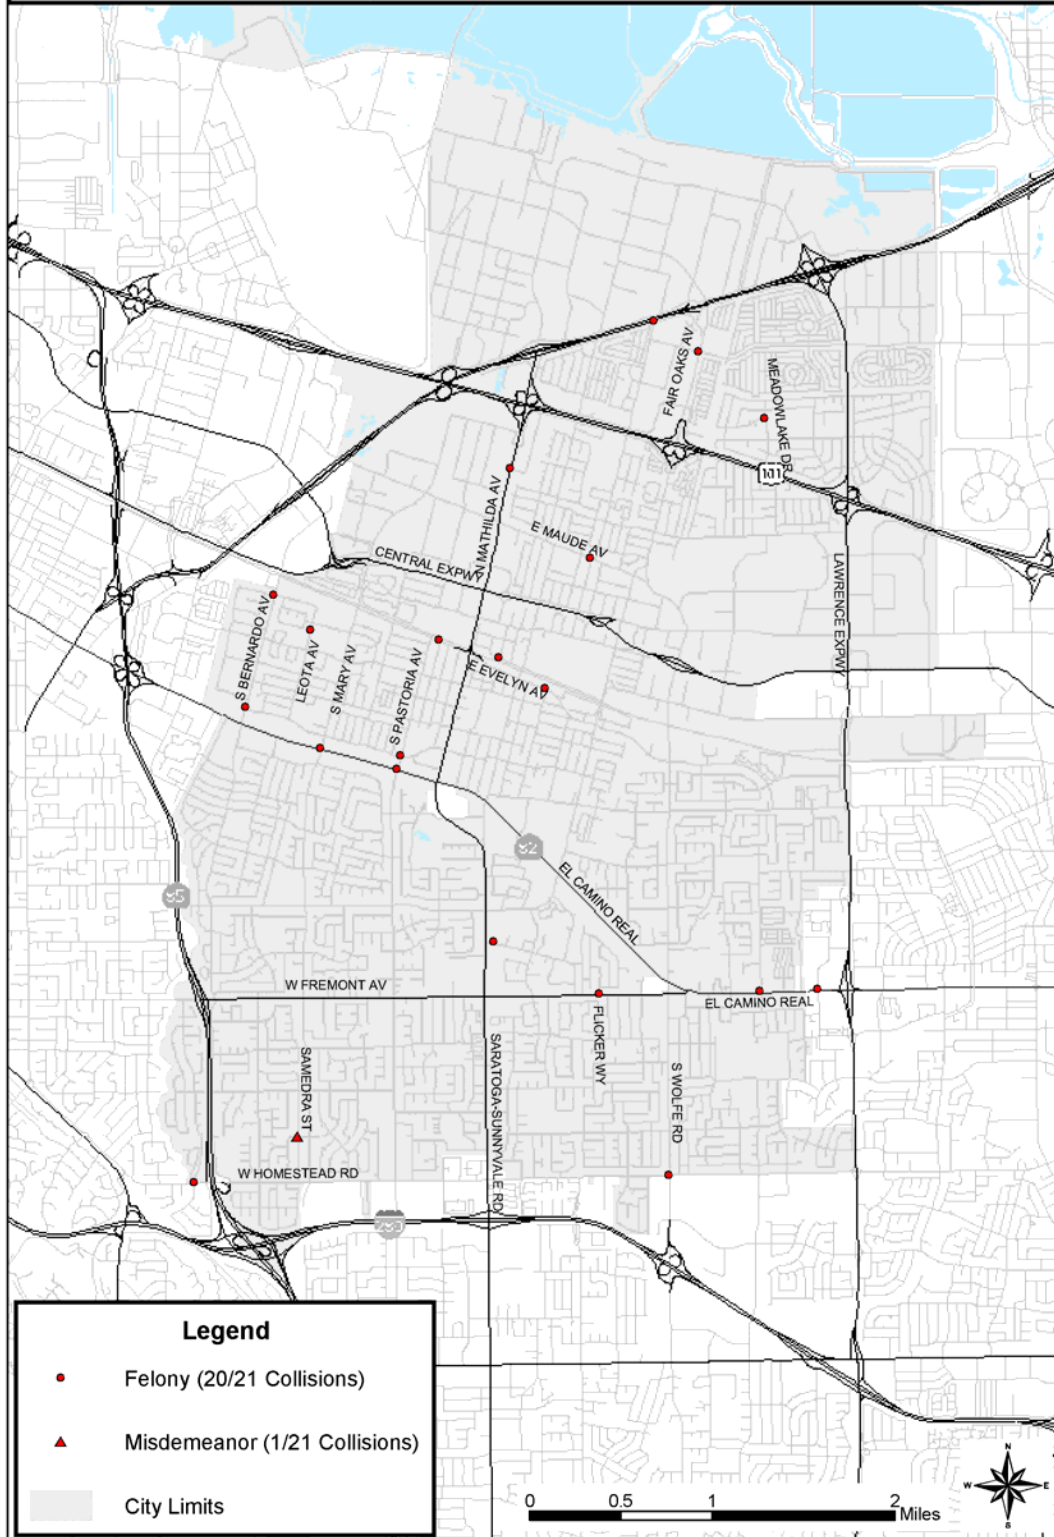 FAIR OAKS AV
MEADOWLAKE DR
101
N MATHILDA AV
E MAUDE AV
CENTRAL EXPWY
LAWRENCE EXPWY
S BERNARDO AV
LEOTA AV
S MARY AV
S PASTORIA AV
E EVELYN AV
82
EL CAMINO REAL
85
W FREMONT AV
EL CAMINO REAL
FLICKER WY
SAMEDRA ST
SARATOGA-SUNNYVALE RD
S WOLFE RD
W HOMESTEAD RD
Legend
Felony (20/21 Collisions)
Misdemeanor (1/21 Collisions)
City Limits
0 0.5 1 2
Miles
N
W E
S